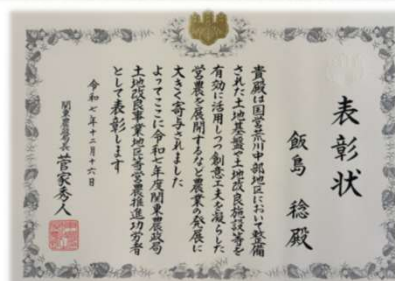 表彰状
飯島 稔 殿
貴殿は国営荒川中部地区において整備
された土地基盤や土地改良施設等を
有効に活用しつつ創意工夫を凝らした
営農を展開するなど農業の発展に
大きく寄与されました
よってここに令和七年度関東農政局
土地改良事業地区等営農推進功労者
として表彰します
令和七年十二月十六日
関東農政局長 菅家秀人